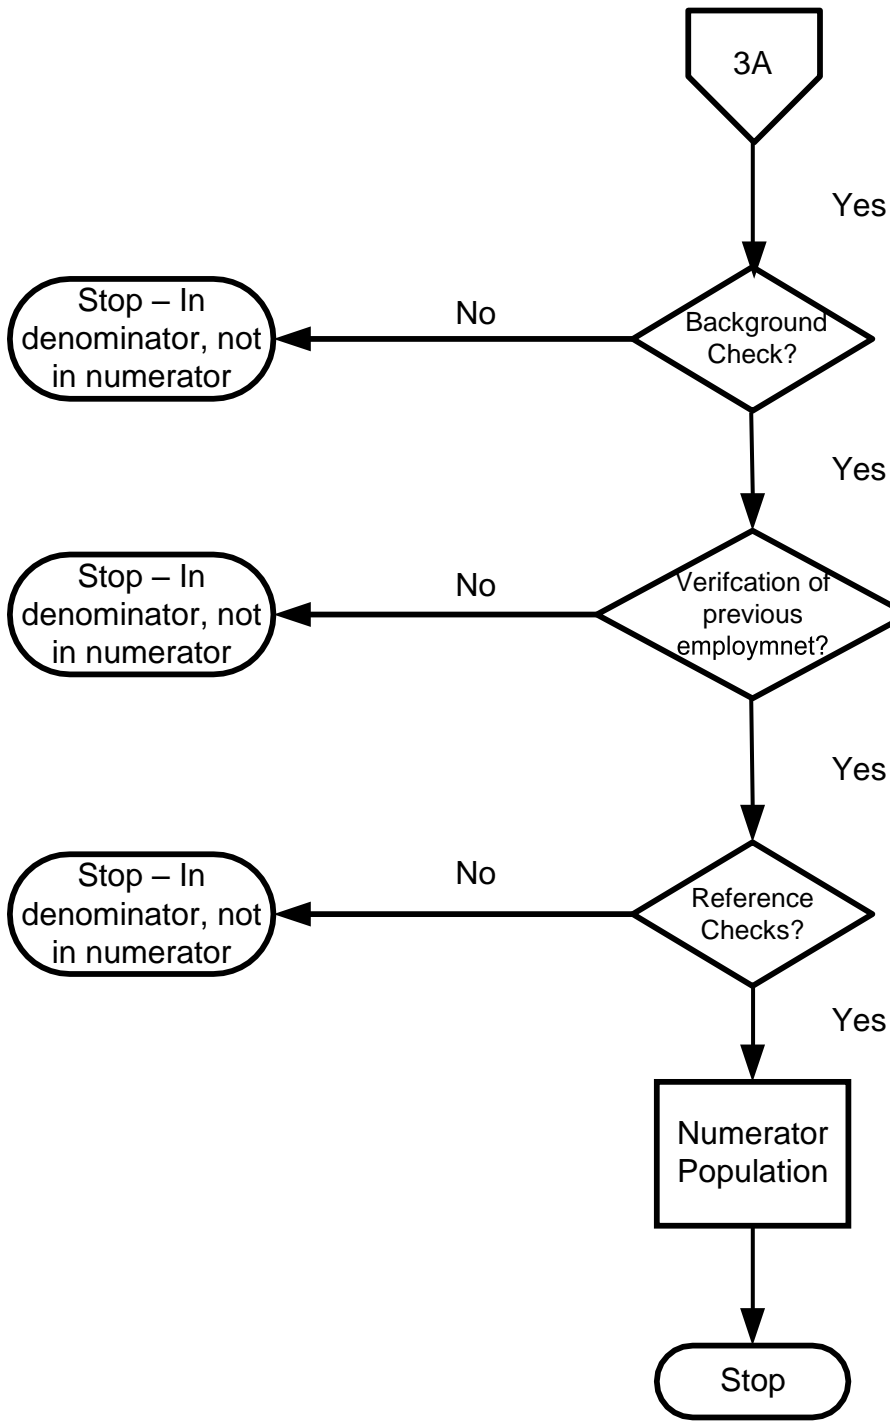 3A
Yes
Background
Check?
No
Stop – In
denominator, not
in numerator
Yes
Verifcation of
previous
employmnet?
No
Stop – In
denominator, not
in numerator
Yes
Reference
Checks?
No
Stop – In
denominator, not
in numerator
Yes
Numerator
Population
Stop